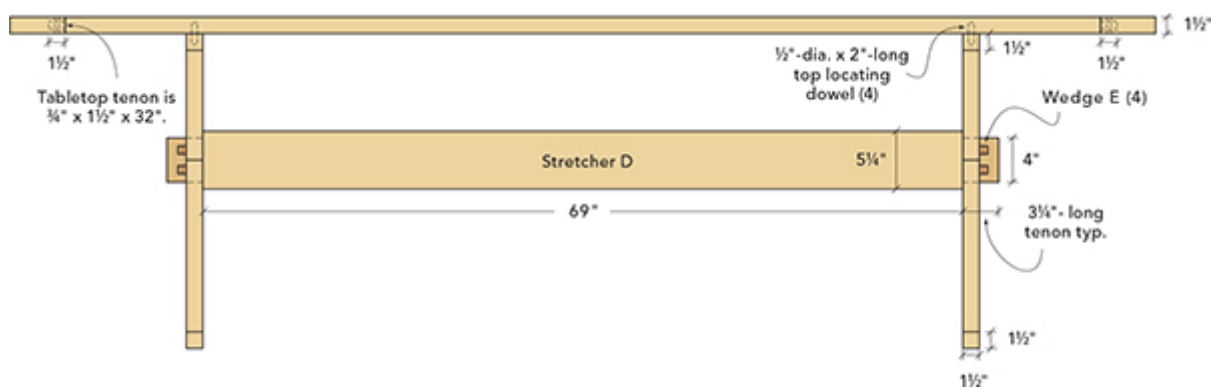 1½"
1½"
Tabletop tenon is
¾" x 1½" x 32".
½"-dia. x 2"-long
top locating
dowel (4)
1½"
1½"
Wedge E (4)
Stretcher D
5¼"
4"
69"
3¼"- long
tenon typ.
1½"
1½"